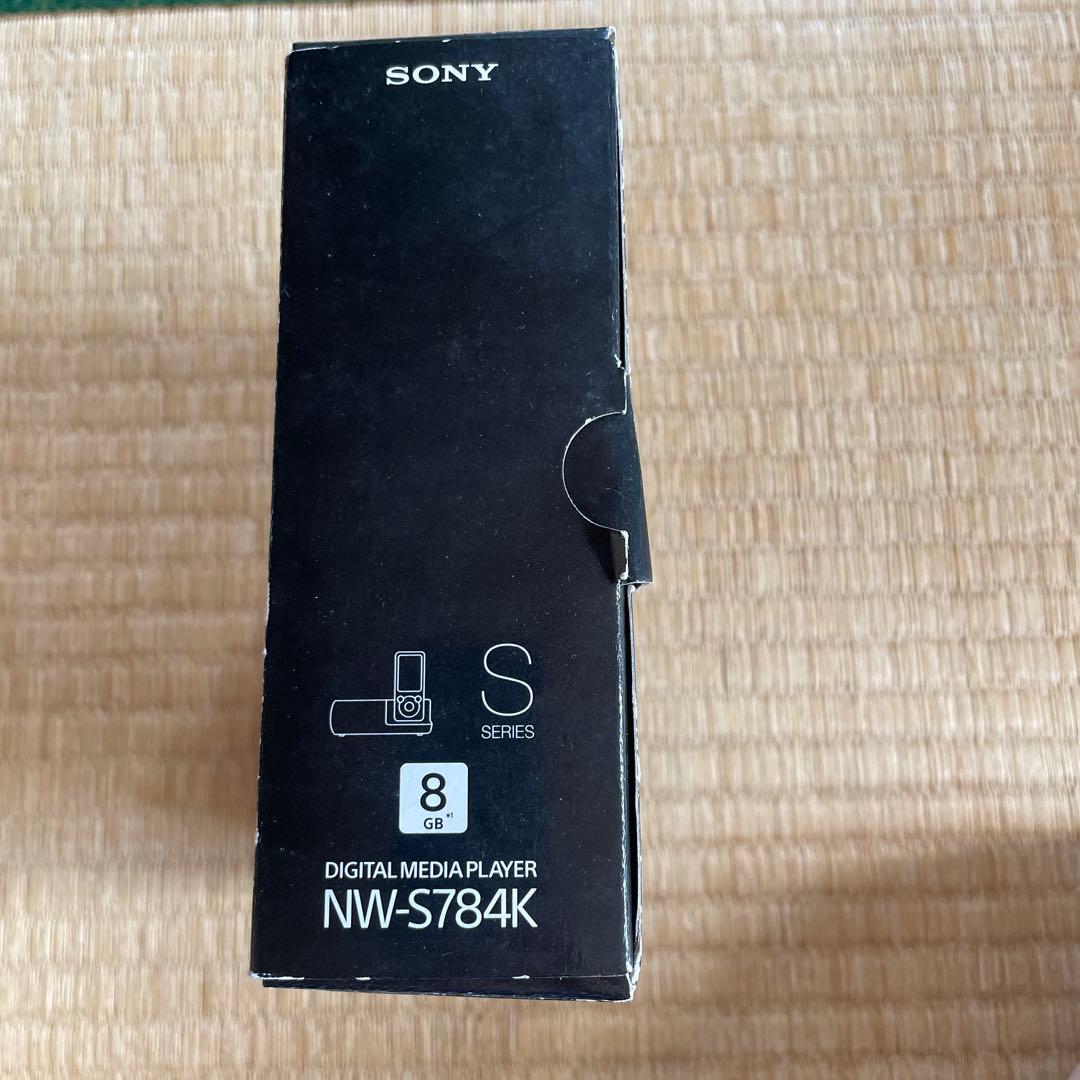 SONY
S
SERIES
8
GB *1
DIGITAL MEDIA PLAYER
NW-S784K